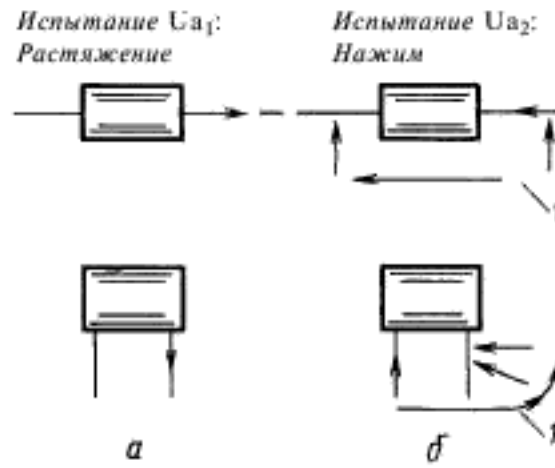 Испытание Ua₁:
Растяжение
Испытание Ua₂:
Нажим
1
а
б